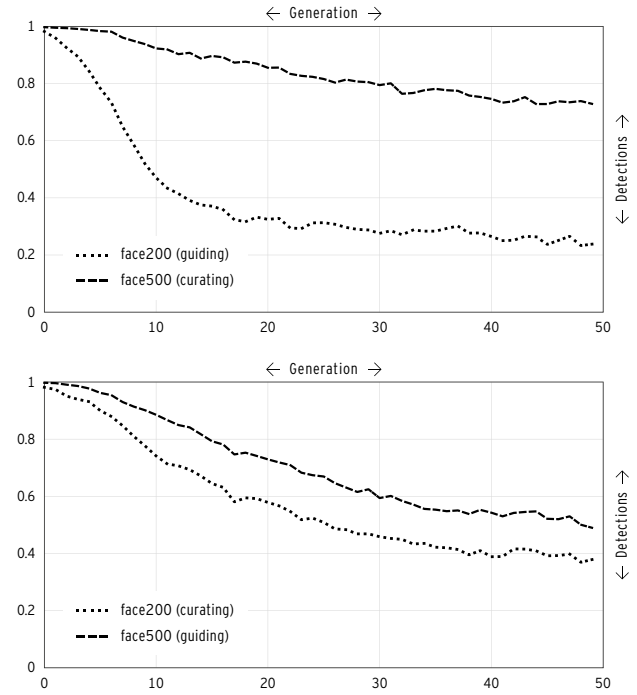 ← Generation →
1
0.8
0.6
0.4
0.2
0
← Detections →
face200 (guiding)
face500 (curating)
0 10 20 30 40 50
← Generation →
1
0.8
0.6
0.4
0.2
0
← Detections →
face200 (curating)
face500 (guiding)
0 10 20 30 40 50